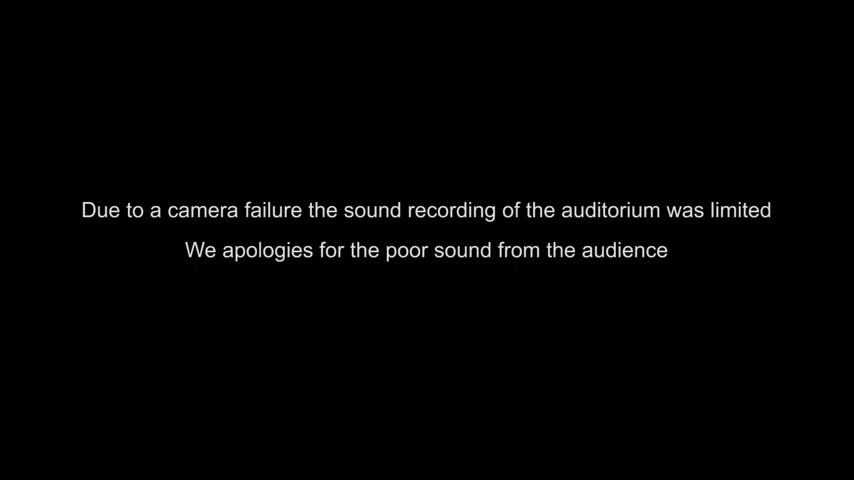 Due to a camera failure the sound recording of the auditorium was limited
We apologies for the poor sound from the audience